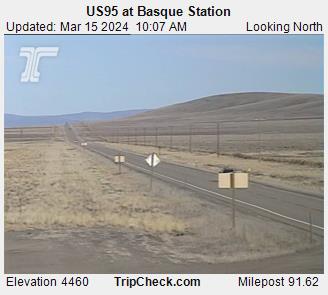 US95 at Basque Station
Updated: Mar 15 2024 10:07 AM Looking North
Elevation 4460 TripCheck.com Milepost 91.62